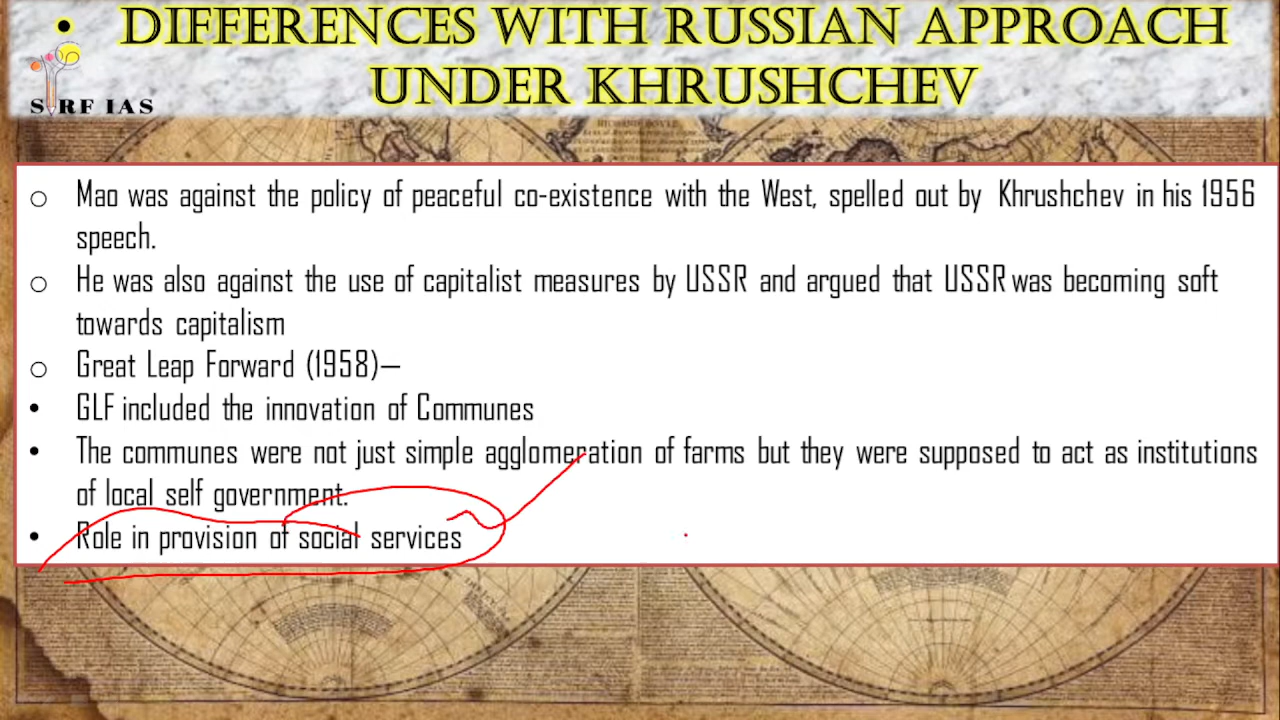 • DIFFERENCES WITH RUSSIAN APPROACH
UNDER KHRUSHCHEV
S RF IAS
o Mao was against the policy of peaceful co-existence with the West, spelled out by Khrushchev in his 1956
speech.
o He was also against the use of capitalist measures by USSR and argued that USSR was becoming soft
towards capitalism
o Great Leap Forward (1958)—
• GLF included the innovation of Communes
• The communes were not just simple agglomeration of farms but they were supposed to act as institutions
of local self government.
• Role in provision of social services